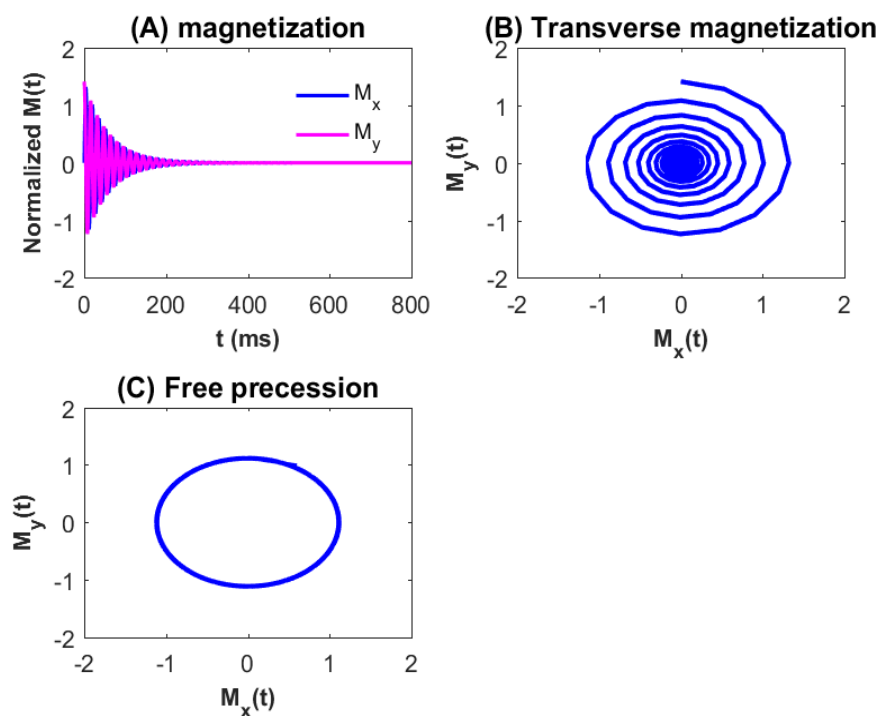 (A) magnetization
Normalized M(t)
2
1
0
-1
-2
M_x
M_y
0 200 400 600 800
t (ms)
(B) Transverse magnetization
M_y(t)
2
1
0
-1
-2
-2 -1 0 1 2
M_x(t)
(C) Free precession
M_y(t)
2
1
0
-1
-2
-2 -1 0 1 2
M_x(t)